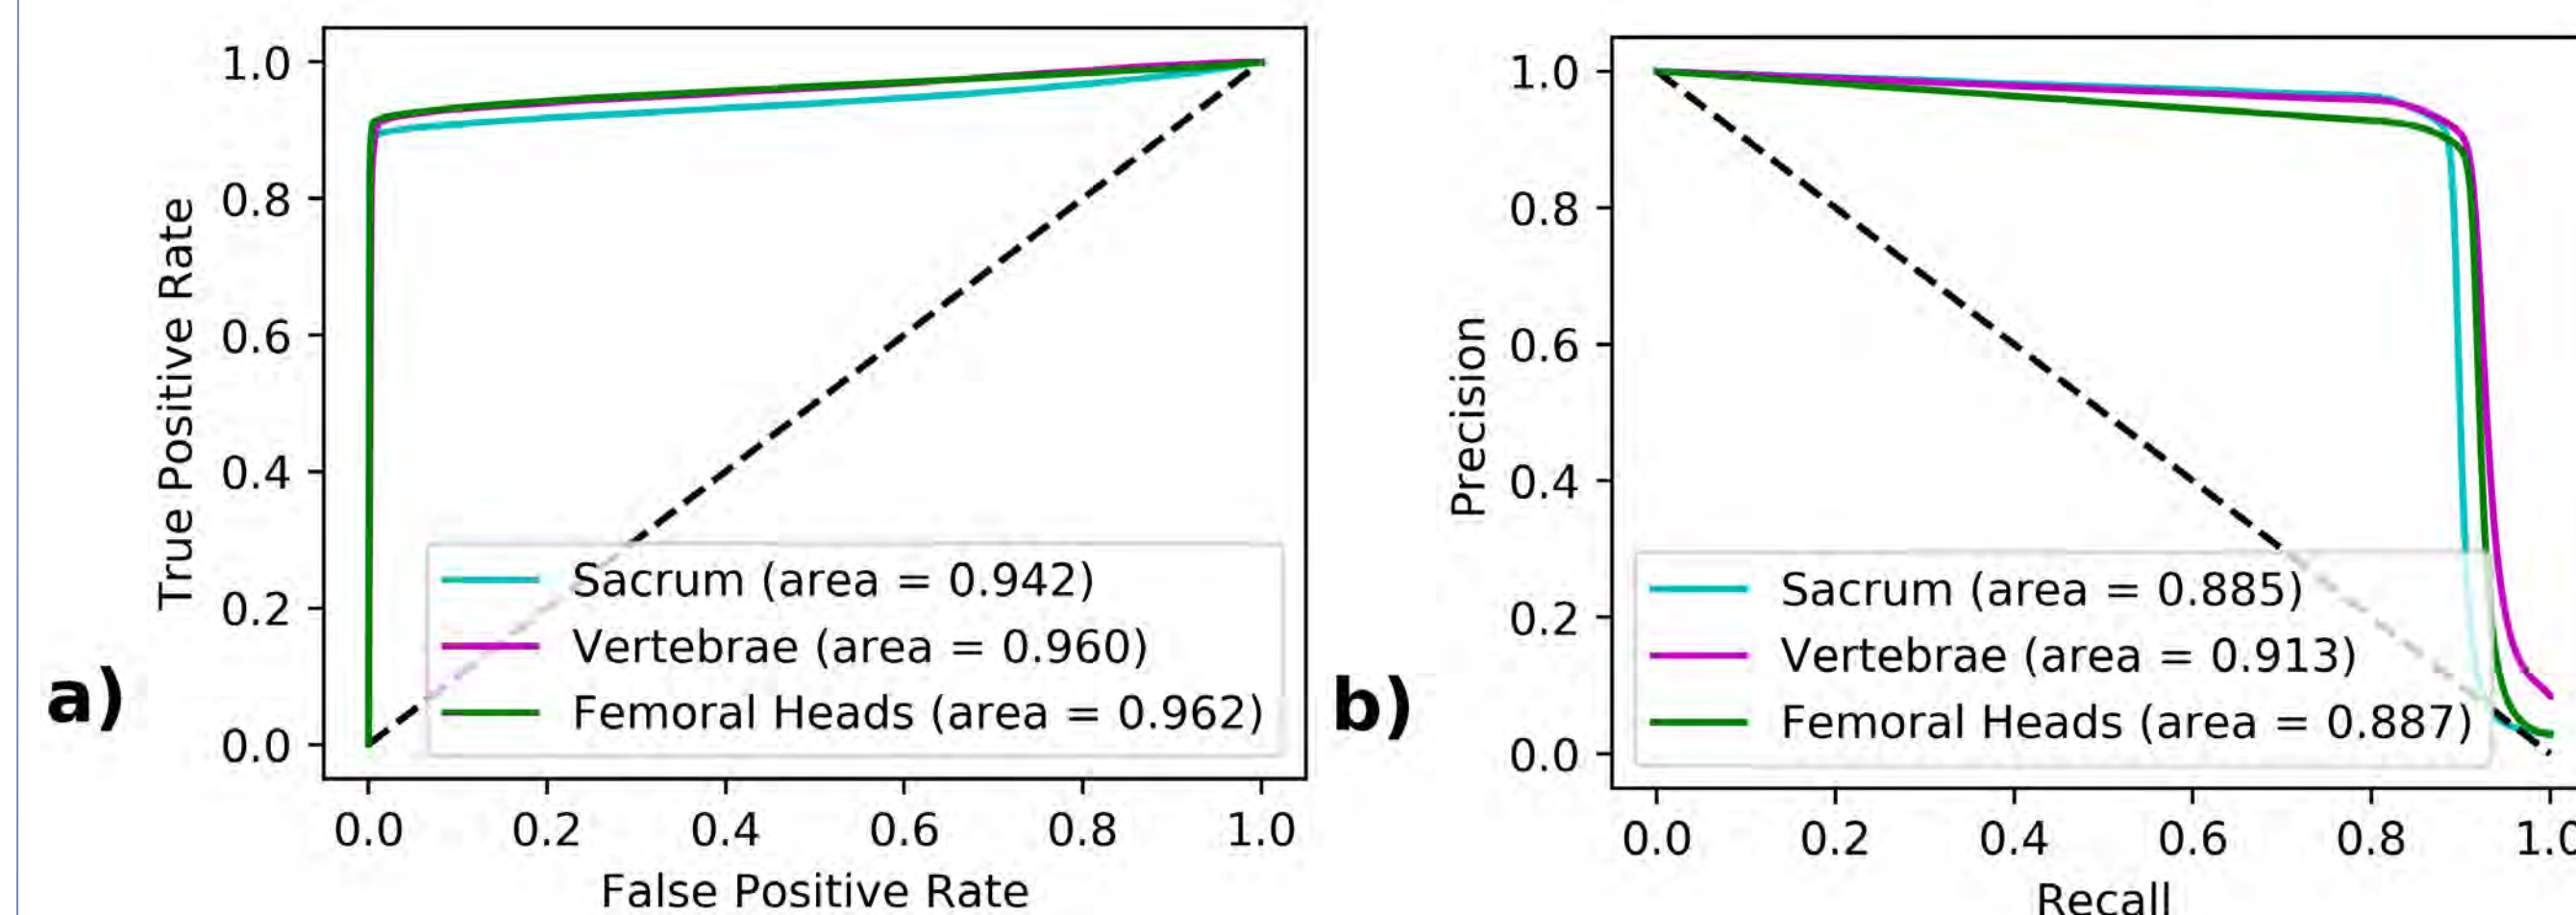 a)
True Positive Rate
1.0
0.8
0.6
0.4
0.2
0.0
Sacrum (area = 0.942)
Vertebrae (area = 0.960)
Femoral Heads (area = 0.962)
0.0 0.2 0.4 0.6 0.8 1.0
False Positive Rate
b)
Precision
1.0
0.8
0.6
0.4
0.2
0.0
Sacrum (area = 0.885)
Vertebrae (area = 0.913)
Femoral Heads (area = 0.887)
0.0 0.2 0.4 0.6 0.8 1.0
Recall